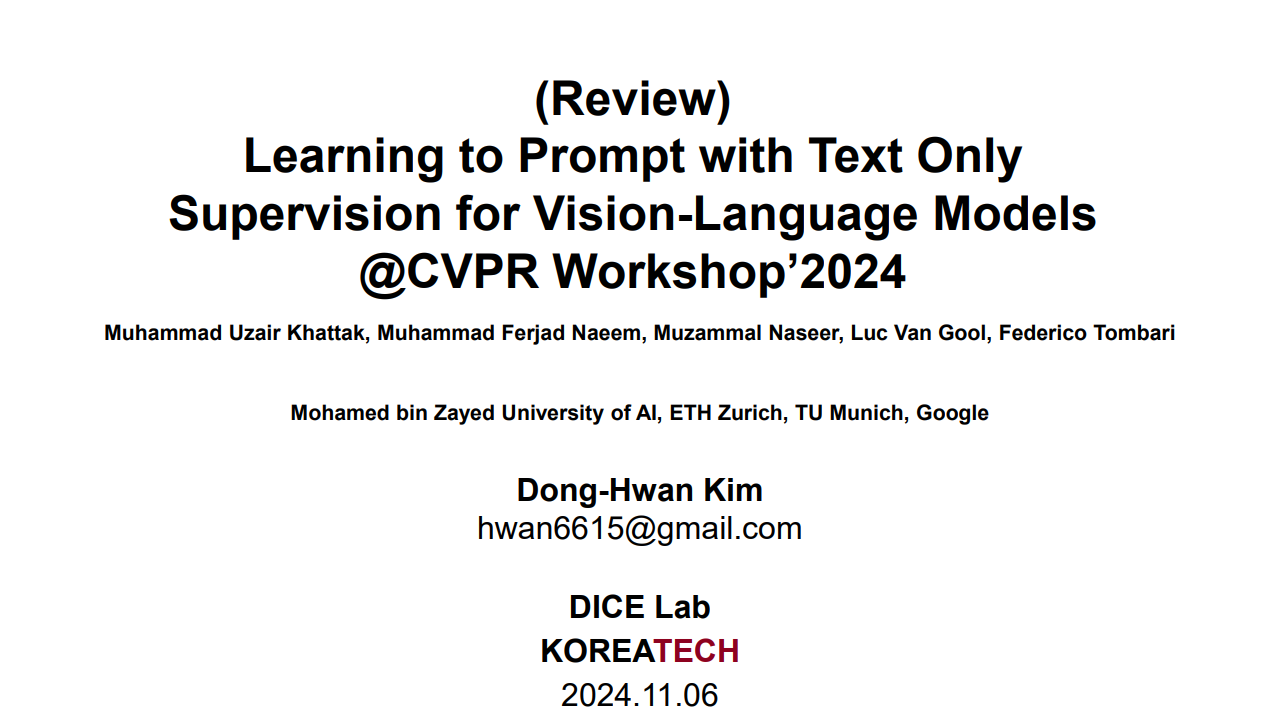 (Review)
Learning to Prompt with Text Only
Supervision for Vision-Language Models
@CVPR Workshop’2024
Muhammad Uzair Khattak, Muhammad Ferjad Naeem, Muzammal Naseer, Luc Van Gool, Federico Tombari
Mohamed bin Zayed University of AI, ETH Zurich, TU Munich, Google
Dong-Hwan Kim
hwan6615@gmail.com
DICE Lab
KOREATECH
2024.11.06